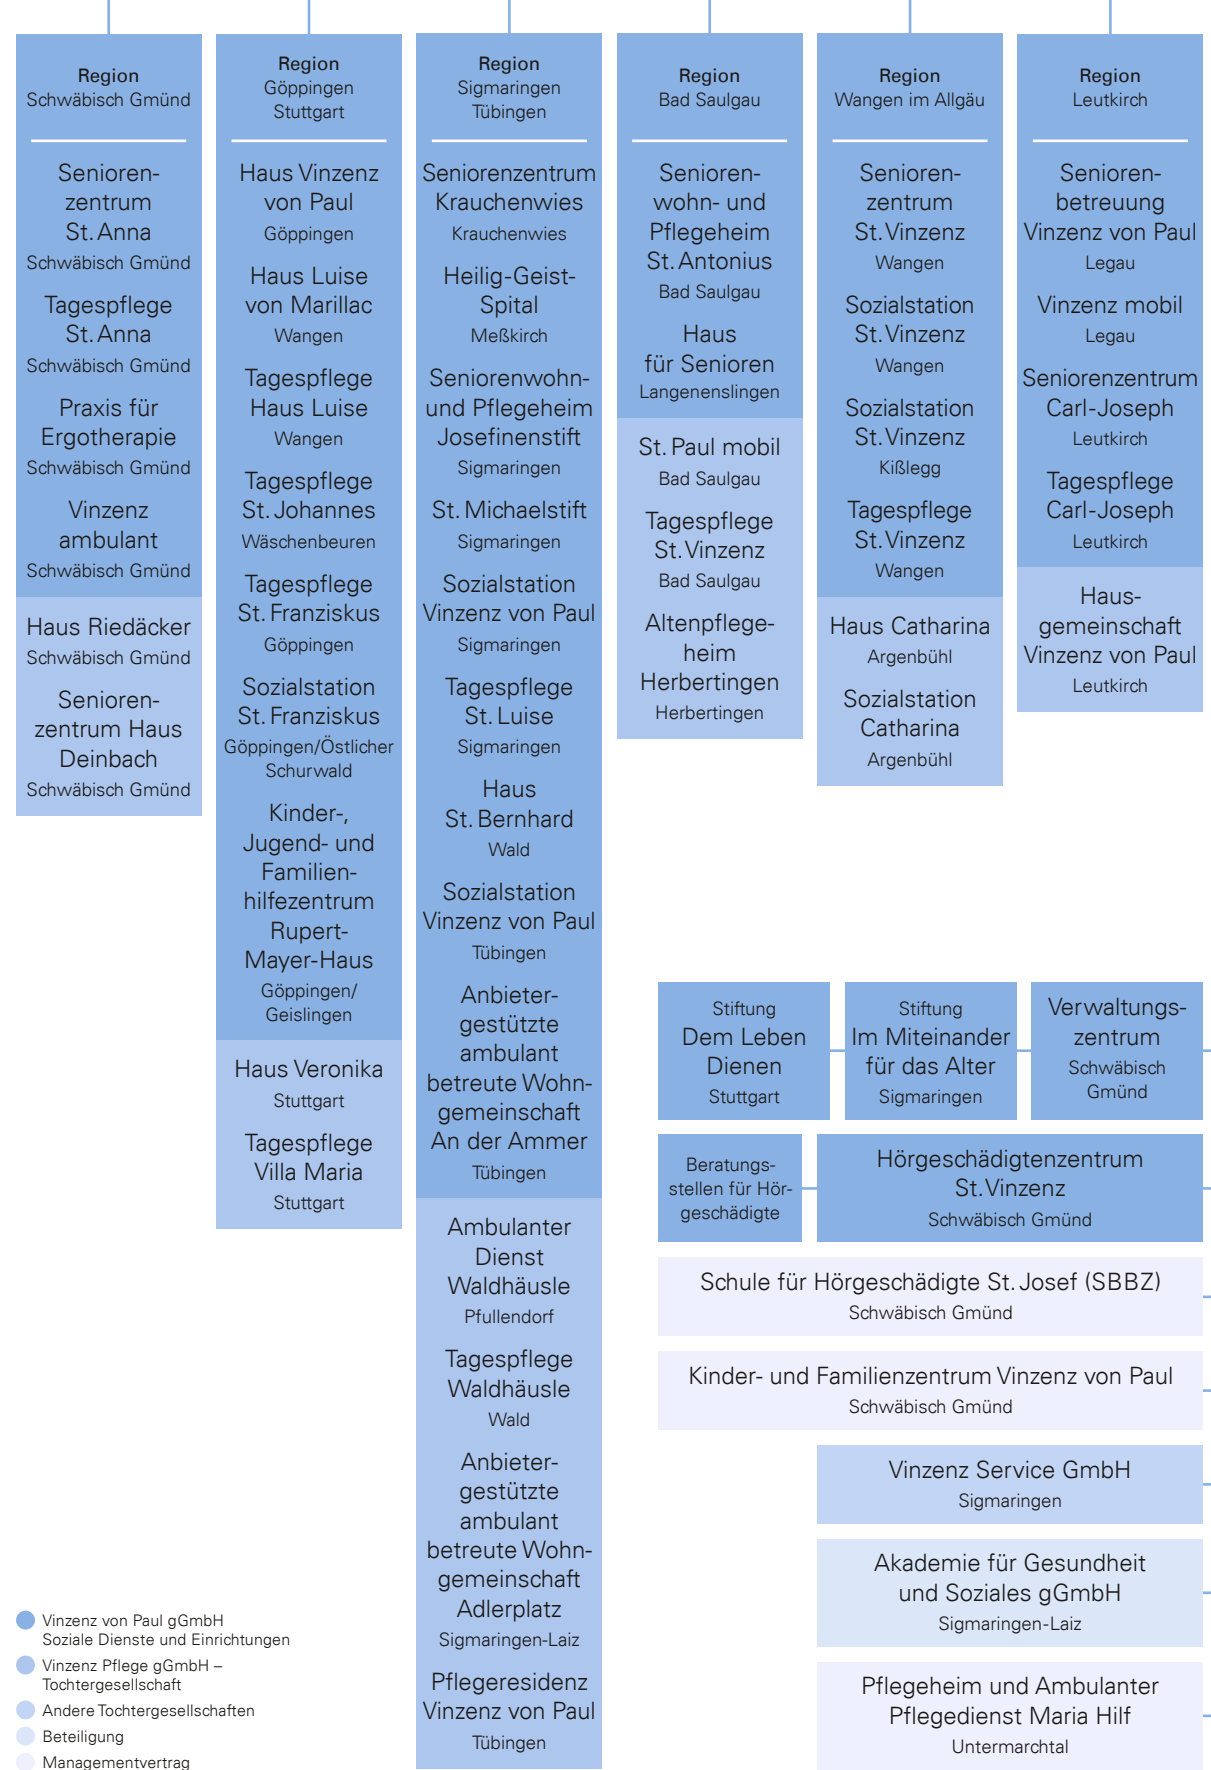 Region
Schwäbisch Gmünd
Senioren-
zentrum
St. Anna
Schwäbisch Gmünd
Tagespflege
St. Anna
Schwäbisch Gmünd
Praxis für
Ergotherapie
Schwäbisch Gmünd
Vinzenz
ambulant
Schwäbisch Gmünd
Haus Riedäcker
Schwäbisch Gmünd
Senioren-
zentrum Haus
Deinbach
Schwäbisch Gmünd
Region
Göppingen
Stuttgart
Haus Vinzenz
von Paul
Göppingen
Haus Luise
von Marillac
Wangen
Tagespflege
Haus Luise
Wangen
Tagespflege
St. Johannes
Wäschenbeuren
Tagespflege
St. Franziskus
Göppingen
Sozialstation
St. Franziskus
Göppingen/Östlicher
Schurwald
Kinder-,
Jugend- und
Familien-
hilfezentrum
Rupert-
Mayer-Haus
Göppingen/
Geislingen
Haus Veronika
Stuttgart
Tagespflege
Villa Maria
Stuttgart
Region
Sigmaringen
Tübingen
Seniorenzentrum
Krauchenwies
Krauchenwies
Heilig-Geist-
Spital
Meßkirch
Seniorenwohn-
und Pflegeheim
Josefinenstift
Sigmaringen
St. Michaelstift
Sigmaringen
Sozialstation
Vinzenz von Paul
Sigmaringen
Tagespflege
St. Luise
Sigmaringen
Haus
St. Bernhard
Wald
Sozialstation
Vinzenz von Paul
Tübingen
Anbieter-
gestützte
ambulant
betreute Wohn-
gemeinschaft
An der Ammer
Tübingen
Ambulanter
Dienst
Waldhäusle
Pfullendorf
Tagespflege
Waldhäusle
Wald
Anbieter-
gestützte
ambulant
betreute Wohn-
gemeinschaft
Adlerplatz
Sigmaringen-Laiz
Pflegeresidenz
Vinzenz von Paul
Tübingen
Region
Bad Saulgau
Senioren-
wohn- und
Pflegeheim
St. Antonius
Bad Saulgau
Haus
für Senioren
Langenenslingen
St. Paul mobil
Bad Saulgau
Tagespflege
St. Vinzenz
Bad Saulgau
Altenpflege-
heim
Herbertingen
Herbertingen
Region
Wangen im Allgäu
Senioren-
zentrum
St. Vinzenz
Wangen
Sozialstation
St. Vinzenz
Wangen
Sozialstation
St. Vinzenz
Kißlegg
Tagespflege
St. Vinzenz
Wangen
Haus Catharina
Argenbühl
Sozialstation
Catharina
Argenbühl
Region
Leutkirch
Senioren-
betreuung
Vinzenz von Paul
Legau
Vinzenz mobil
Legau
Seniorenzentrum
Carl-Joseph
Leutkirch
Tagespflege
Carl-Joseph
Leutkirch
Haus-
gemeinschaft
Vinzenz von Paul
Leutkirch
Stiftung
Dem Leben
Dienen
Stuttgart
Stiftung
Im Miteinander
für das Alter
Sigmaringen
Verwaltungs-
zentrum
Schwäbisch
Gmünd
Beratungs-
stellen für Hör-
geschädigte
Hörgeschädigtenzentrum
St. Vinzenz
Schwäbisch Gmünd
Schule für Hörgeschädigte St. Josef (SBBZ)
Schwäbisch Gmünd
Kinder- und Familienzentrum Vinzenz von Paul
Schwäbisch Gmünd
Vinzenz Service GmbH
Sigmaringen
Akademie für Gesundheit
und Soziales gGmbH
Sigmaringen-Laiz
Pflegeheim und Ambulanter
Pflegedienst Maria Hilf
Untermarchtal
Vinzenz von Paul gGmbH
Soziale Dienste und Einrichtungen
Vinzenz Pflege gGmbH –
Tochtergesellschaft
Andere Tochtergesellschaften
Beteiligung
Managementvertrag